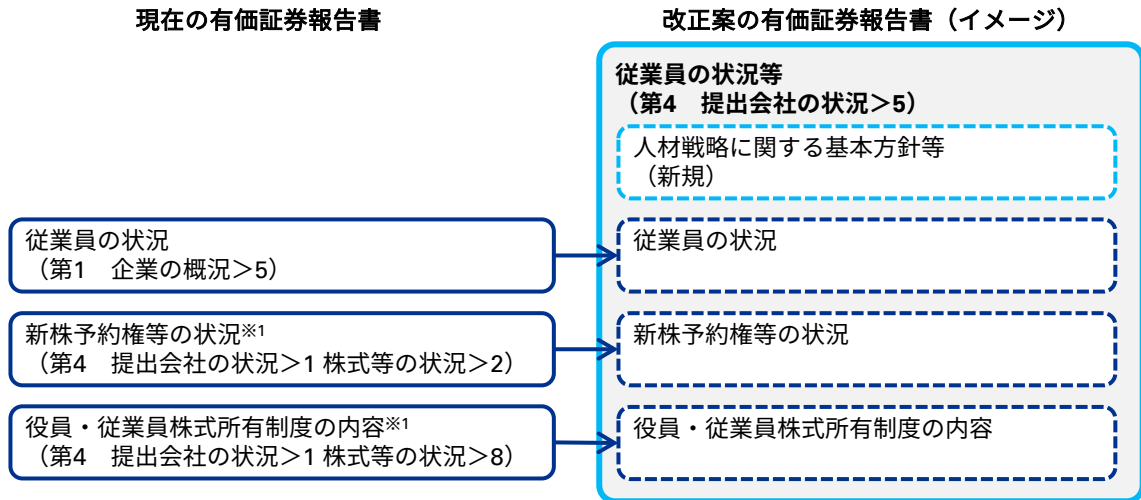 現在の有価証券報告書
改正案の有価証券報告書（イメージ）
従業員の状況等
（第4　提出会社の状況＞5）
人材戦略に関する基本方針等
（新規）
従業員の状況
（第1　企業の概況＞5）
従業員の状況
新株予約権等の状況※1
（第4　提出会社の状況＞1 株式等の状況＞2）
新株予約権等の状況
役員・従業員株式所有制度の内容※1
（第4　提出会社の状況＞1 株式等の状況＞8）
役員・従業員株式所有制度の内容